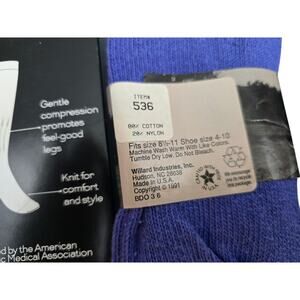 Gentle
compression
promotes
feel-good
legs
Knit for
comfort
and style
ed by the American
ic Medical Association
ITEM#
536
80% COTTON
20% NYLON
Fits size 8½-11 Shoe size 4-10
Machine Wash Warm with Like Colors.
Tumble Dry Low. Do Not Bleach.
Willard Industries, Inc.
Hudson, NC 28638
Made in U.S.A.
Copyright © 1991
BDO 3 6